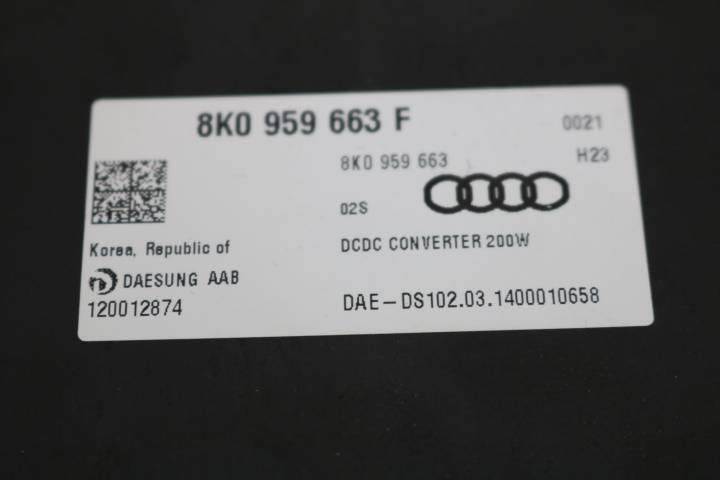 8K0 959 663 F
0021
8K0 959 663
H23
02S
Korea, Republic of
DCDC CONVERTER 200W
DAESUNG AAB
120012874
DAE-DS102.03.1400010658